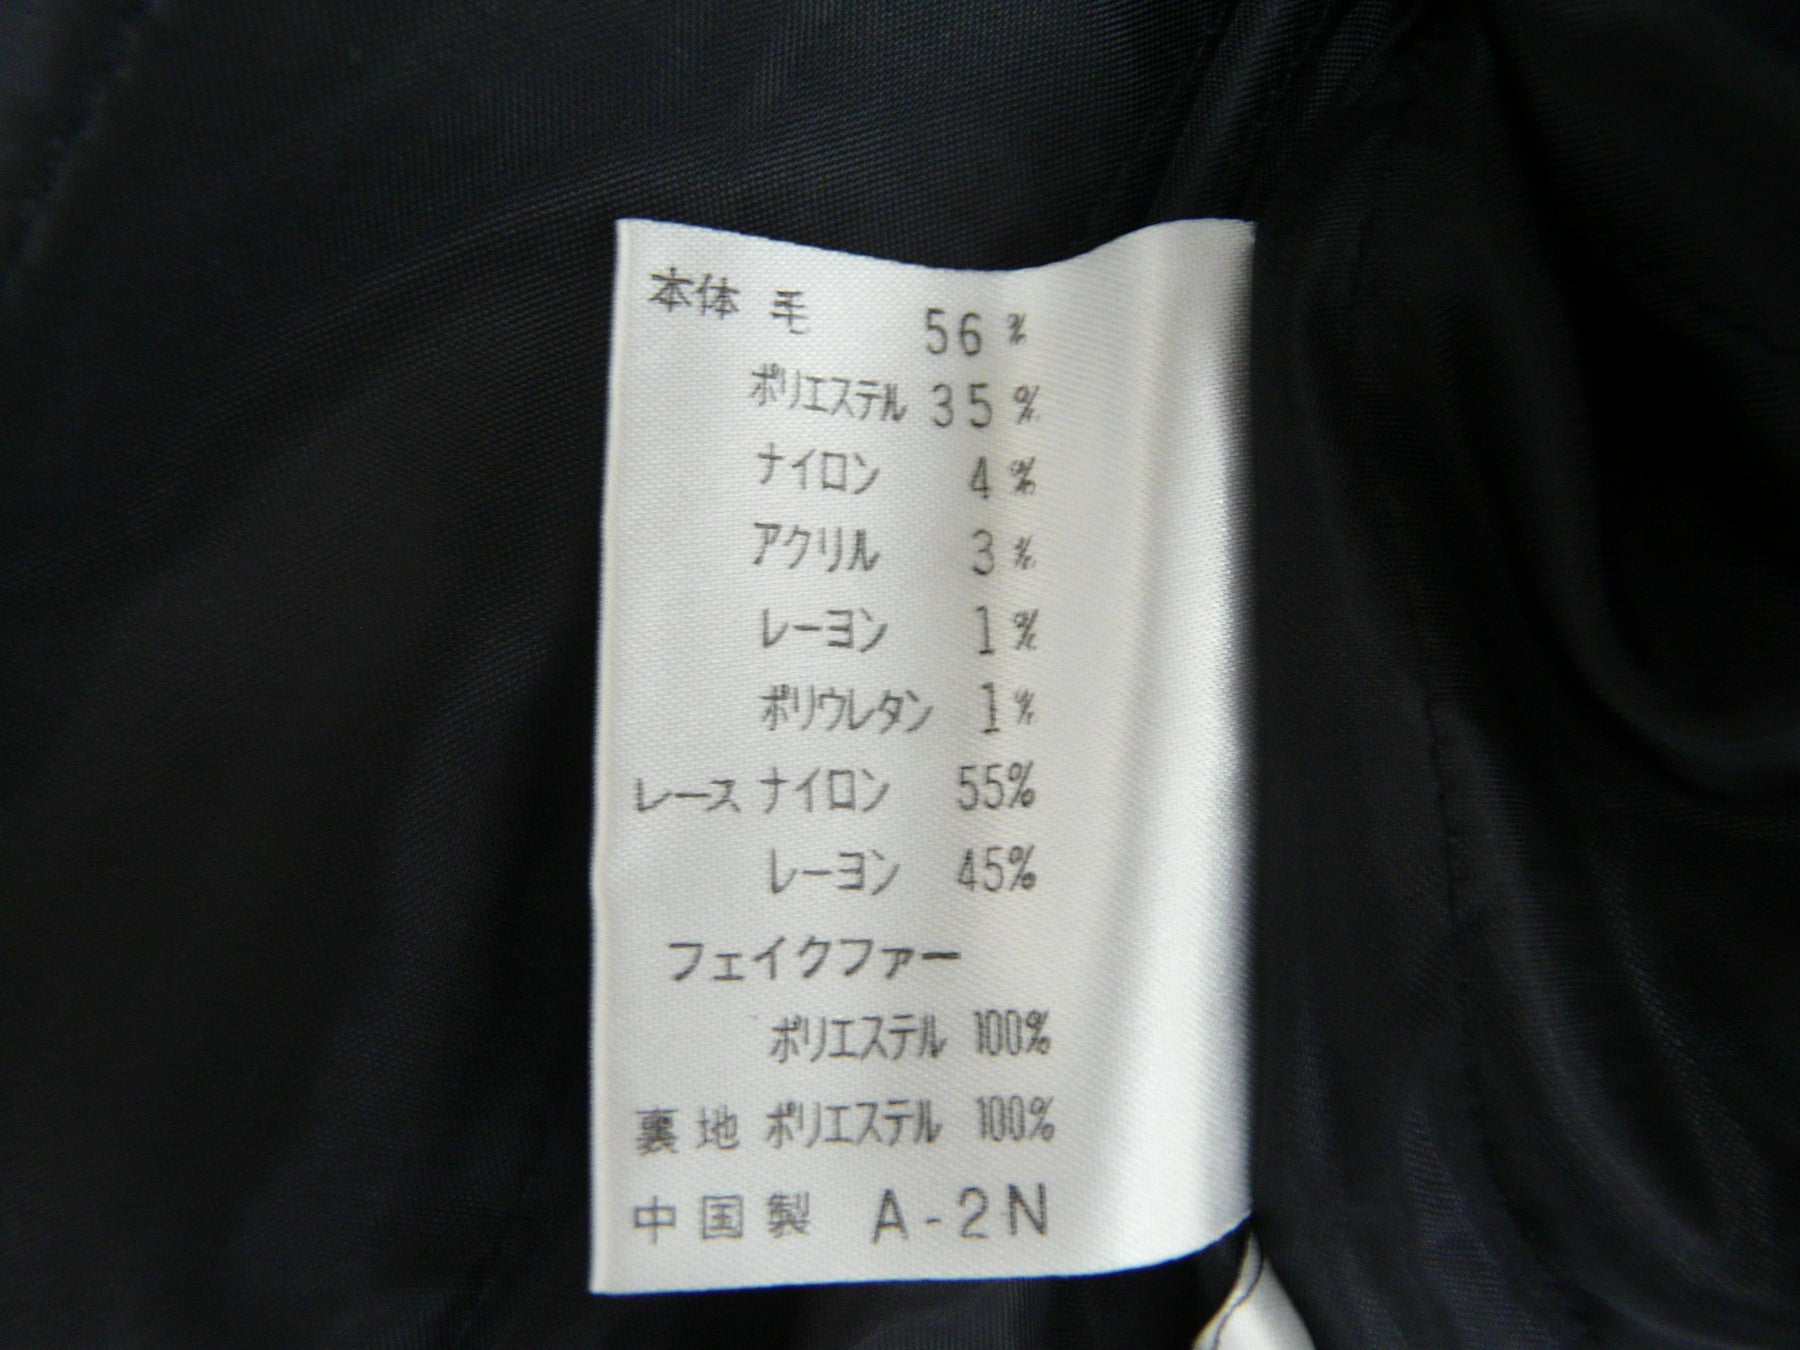 本体 毛 56%
ポリエステル 35%
ナイロン 4%
アクリル 3%
レーヨン 1%
ポリウレタン 1%
レース ナイロン 55%
レーヨン 45%
フェイクファー
ポリエステル 100%
裏地 ポリエステル 100%
中国製 A-2N